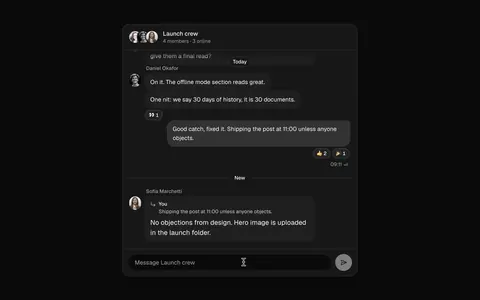 Launch crew
4 members · 3 online
give them a final read?
Today
Daniel Okafor
On it. The offline mode section reads great.
One nit: we say 30 days of history, it is 30 documents.
👀 1
Good catch, fixed it. Shipping the post at 11:00 unless anyone
objects.
👍 2 🎉 1
09:11
New
Sofia Marchetti
You
Shipping the post at 11:00 unless anyone objects.
No objections from design. Hero image is uploaded
in the launch folder.
Message Launch crew